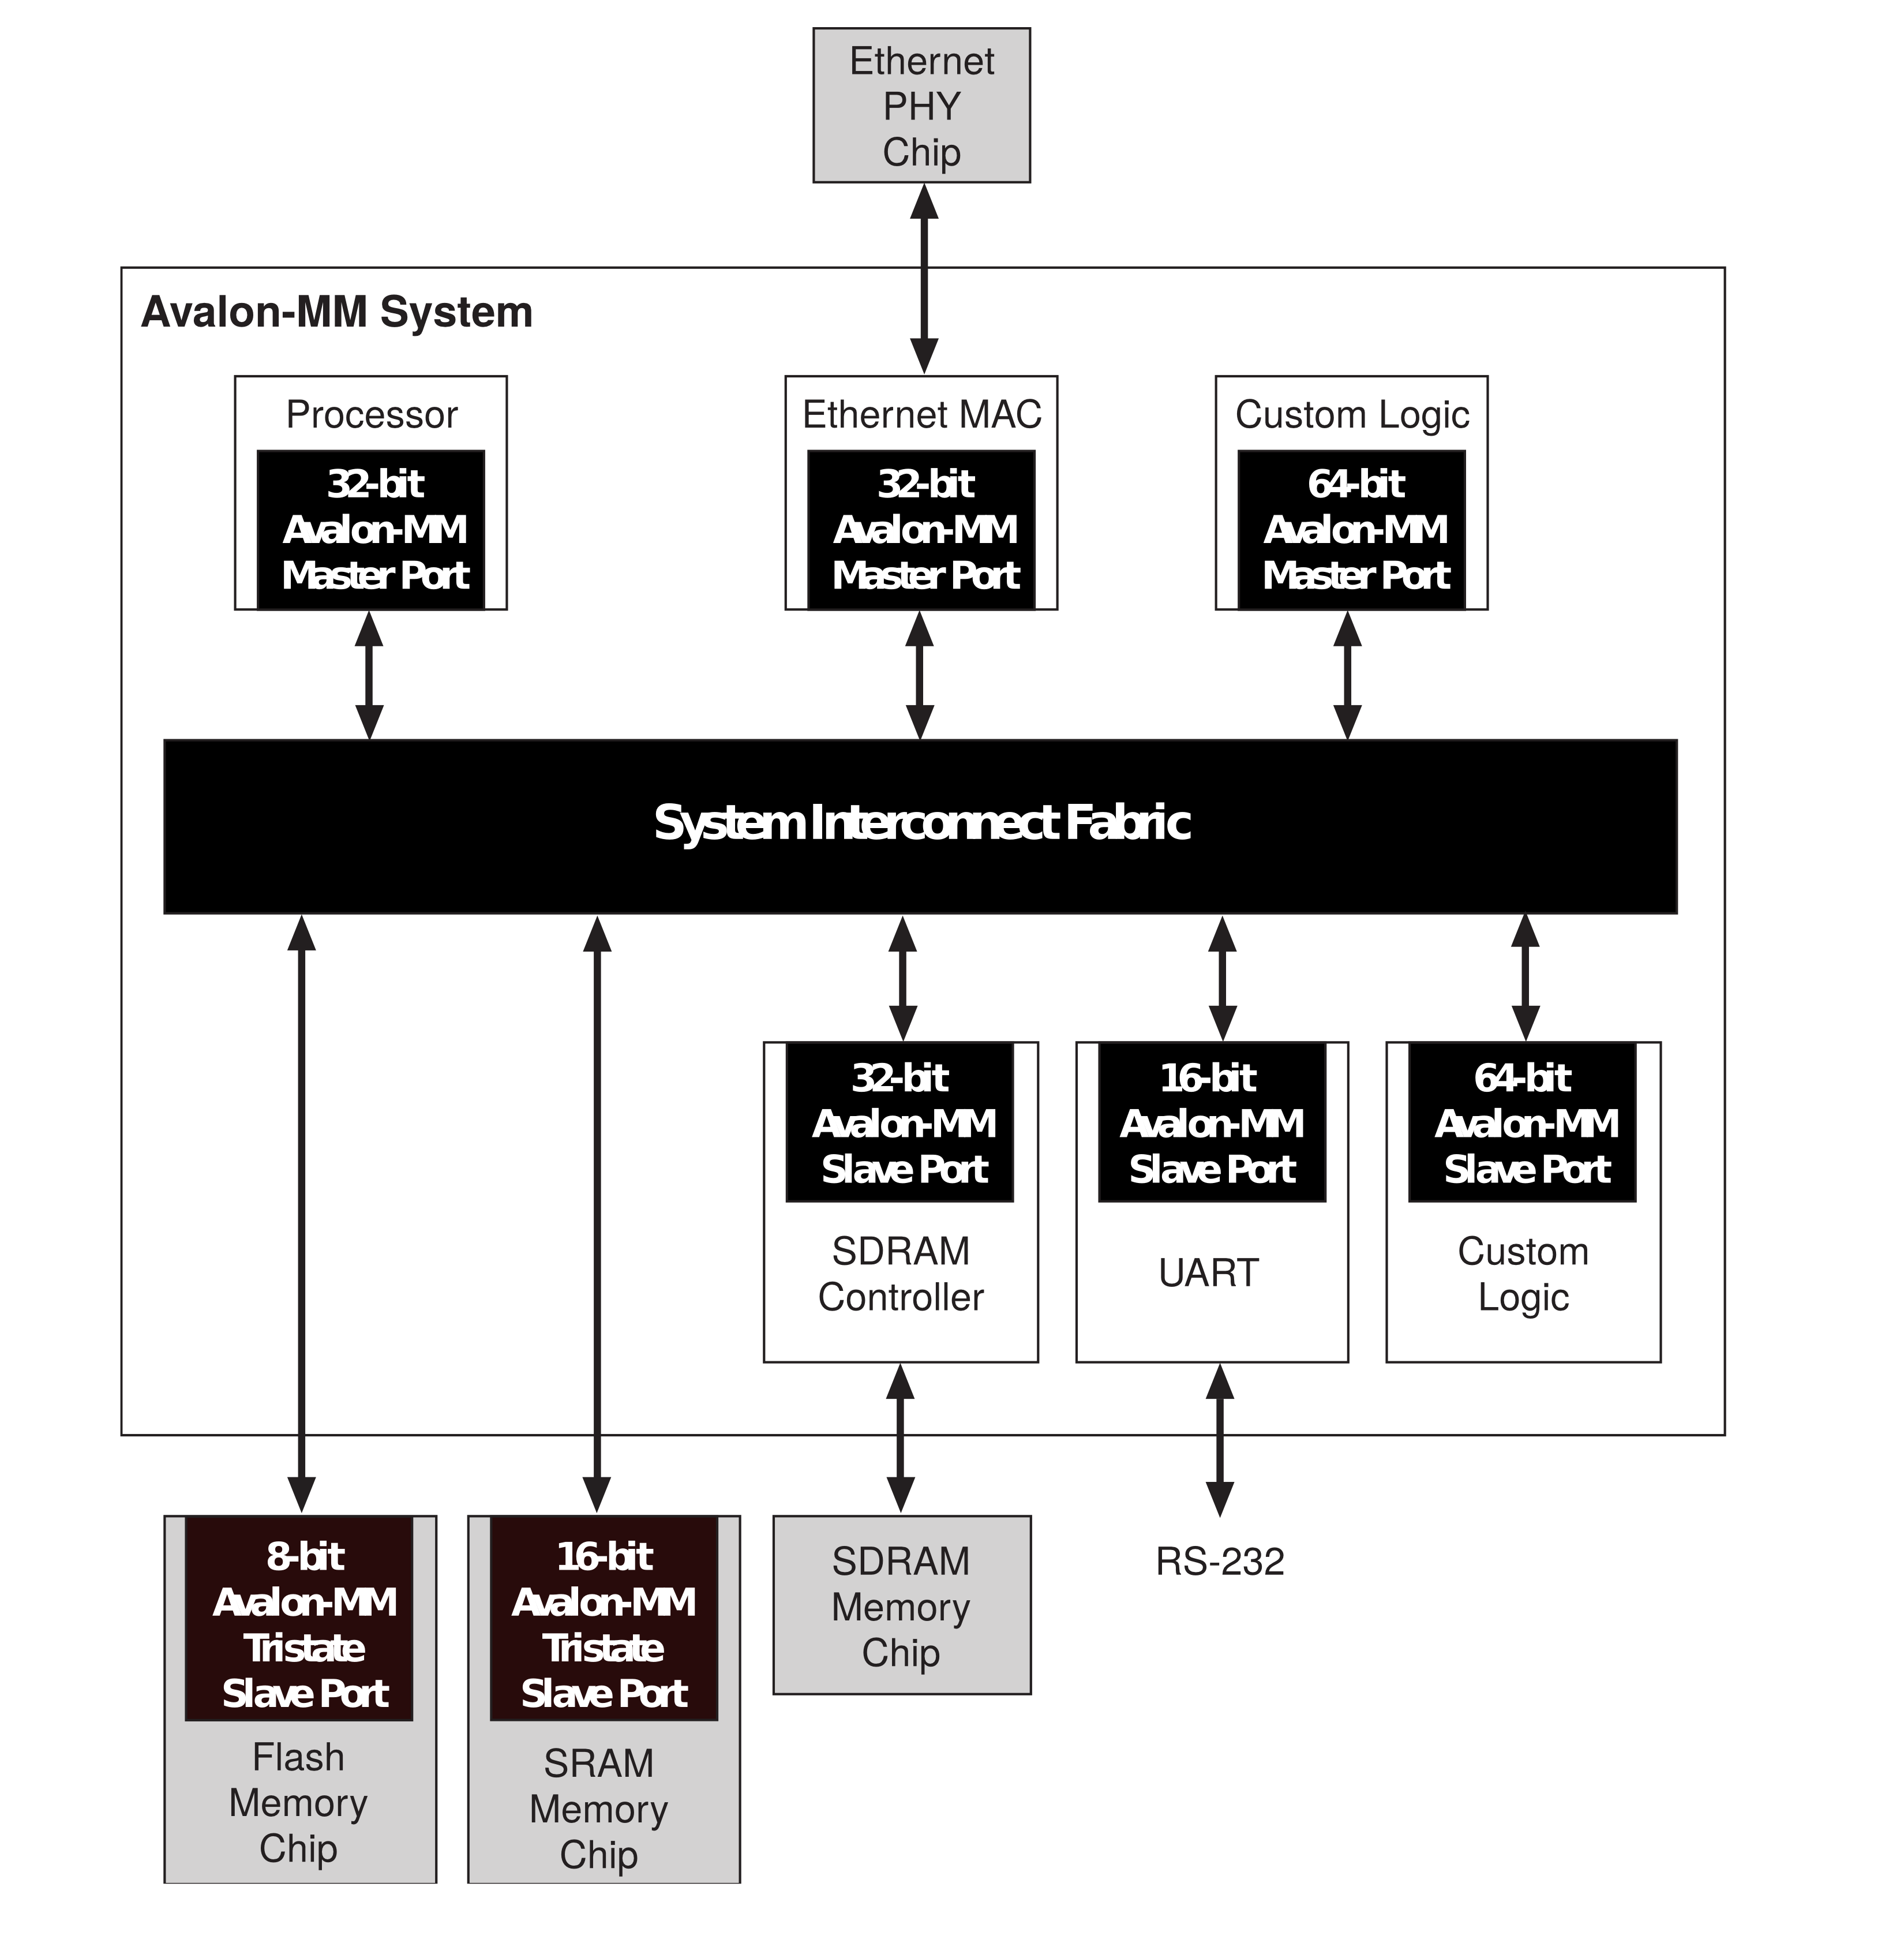 Ethernet
PHY
Chip
Avalon-MM System
Processor
32-bit
Avalon-MM
Master Port
Ethernet MAC
32-bit
Avalon-MM
Master Port
Custom Logic
64-bit
Avalon-MM
Master Port
System Interconnect Fabric
32-bit
Avalon-MM
Slave Port
SDRAM
Controller
16-bit
Avalon-MM
Slave Port
UART
64-bit
Avalon-MM
Slave Port
Custom
Logic
8-bit
Avalon-MM
Tristate
Slave Port
Flash
Memory
Chip
16-bit
Avalon-MM
Tristate
Slave Port
SRAM
Memory
Chip
SDRAM
Memory
Chip
RS-232